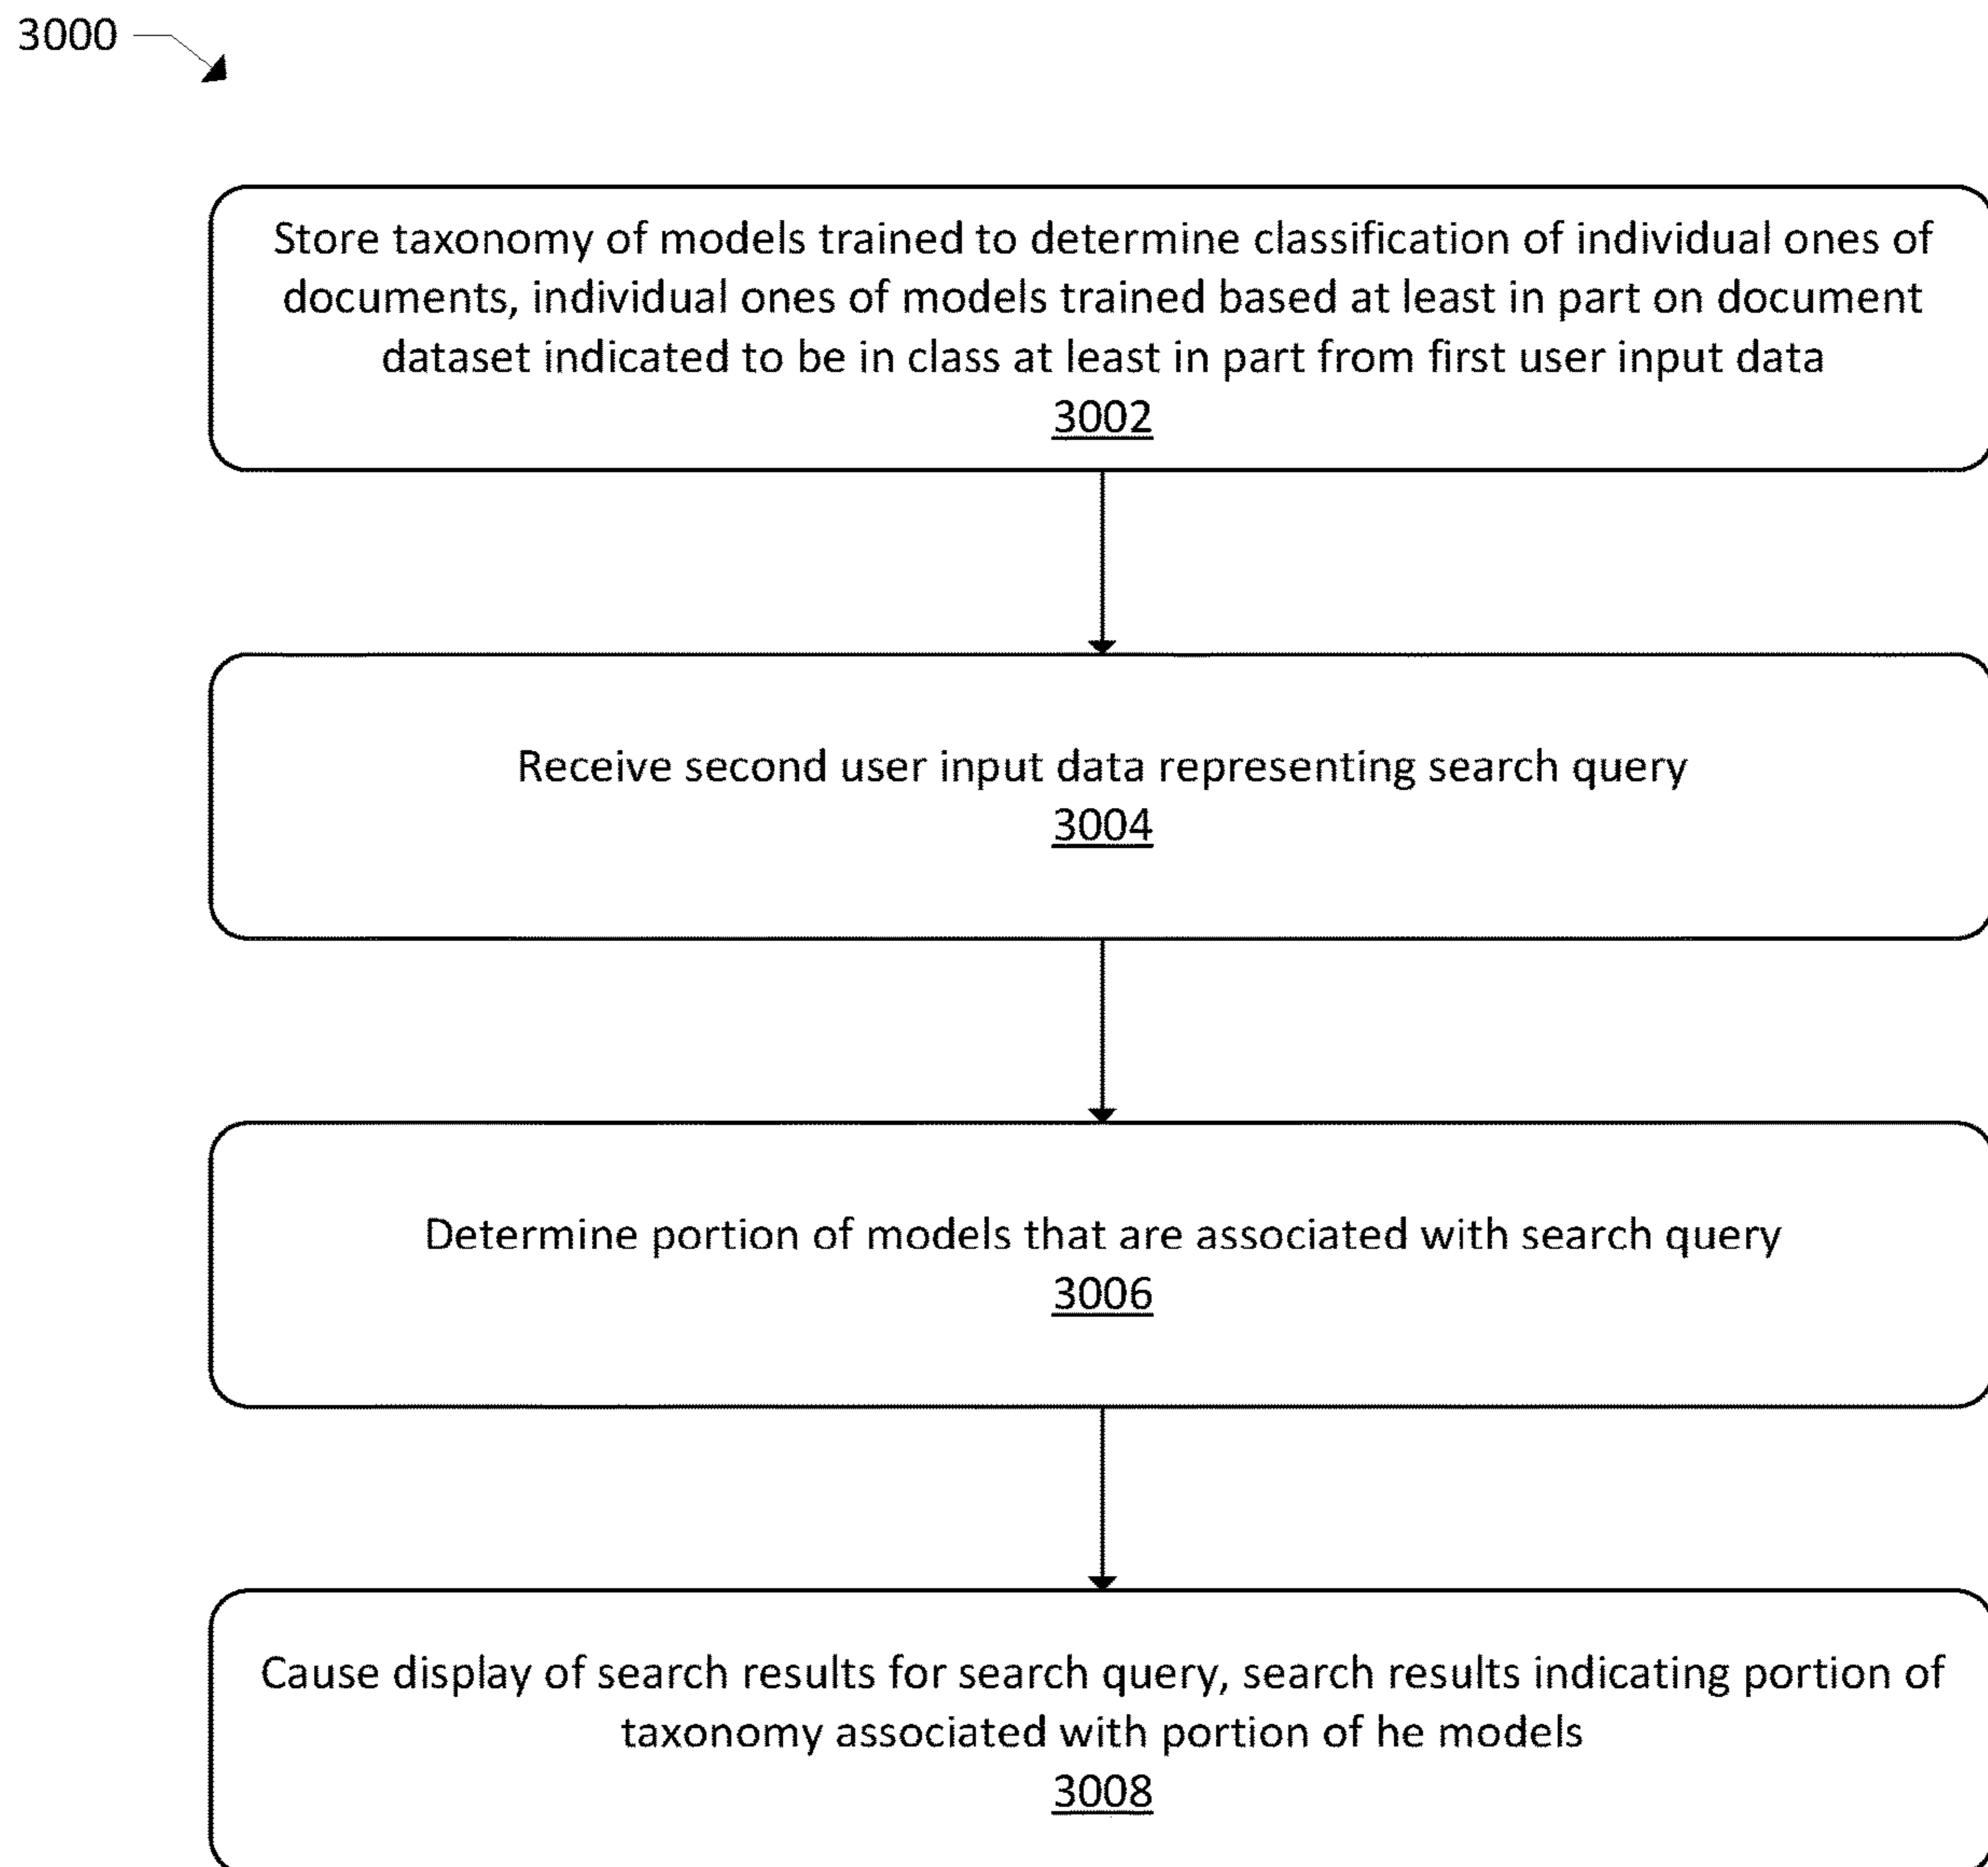 3000
Store taxonomy of models trained to determine classification of individual ones of
documents, individual ones of models trained based at least in part on document
dataset indicated to be in class at least in part from first user input data
3002
Receive second user input data representing search query
3004
Determine portion of models that are associated with search query
3006
Cause display of search results for search query, search results indicating portion of
taxonomy associated with portion of he models
3008